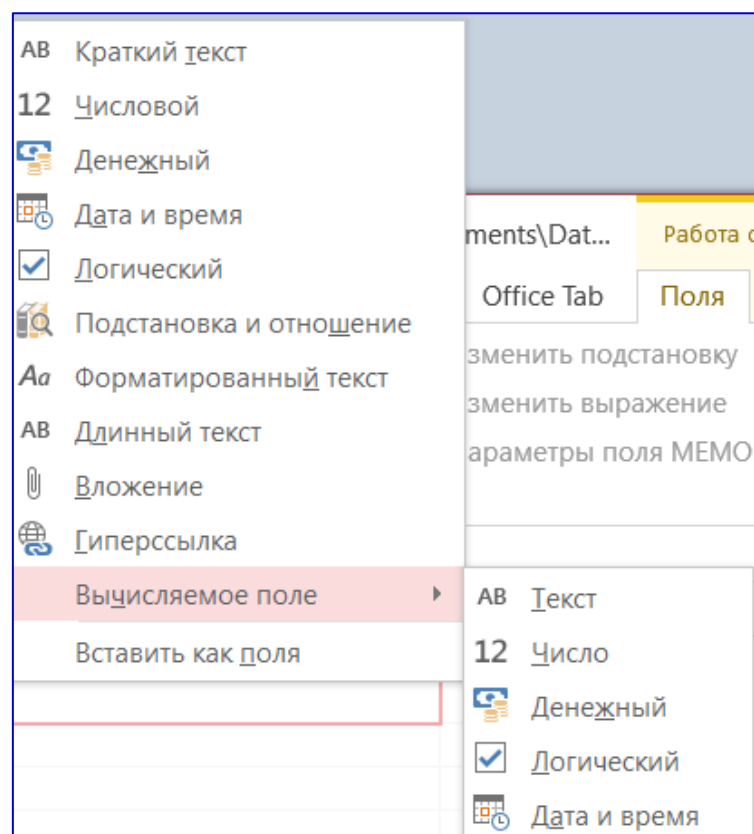 AB Краткий текст
12 Числовой
Денежный
Дата и время
Логический
Подстановка и отношение
Aa Форматированный текст
AB Длинный текст
Вложение
Гиперссылка
Вычисляемое поле
Вставить как поля
ments\Dat... Работа с
Office Tab Поля
зменить подстановку
зменить выражение
араметры поля MEMO
AB Текст
12 Число
Денежный
Логический
Дата и время